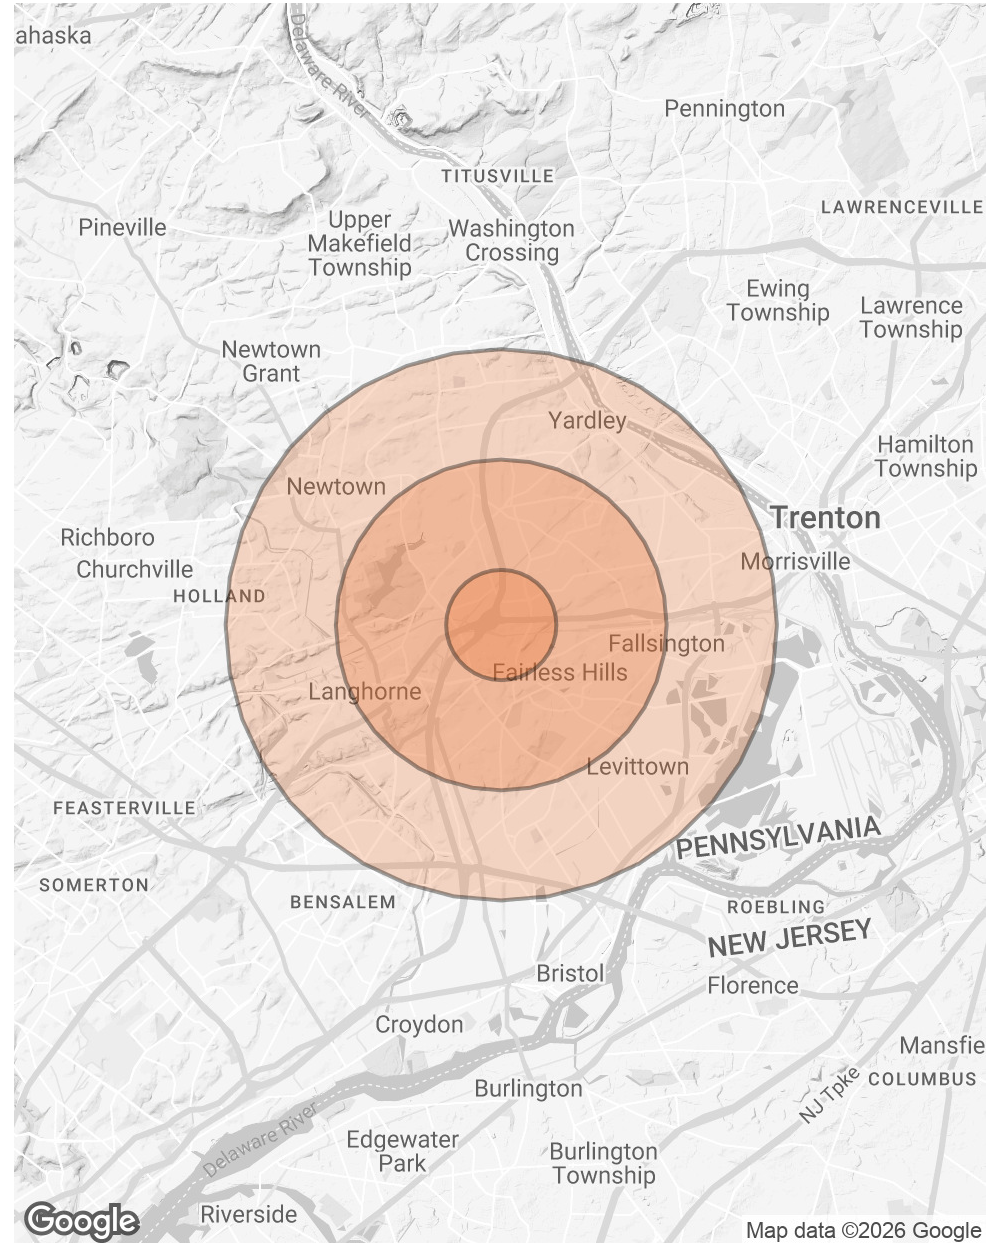 ahaska
Delaware River
Pennington
TITUSVILLE
LAWRENCEVILLE
Pineville
Upper
Makefield
Township
Washington
Crossing
Ewing
Township
Lawrence
Township
Newtown
Grant
Yardley
Hamilton
Township
Newtown
Trenton
Richboro
Churchville
Morrisville
HOLLAND
Fallsington
Fairless Hills
Langhorne
Levittown
FEASTERVILLE
PENNSYLVANIA
SOMERTON
BENSALEM
ROEBLING
NEW JERSEY
Bristol
Florence
Croydon
Mansfie
COLUMBUS
NJ Tpke
Burlington
Delaware River
Edgewater
Park
Burlington
Township
Riverside
Google
Map data ©2026 Google